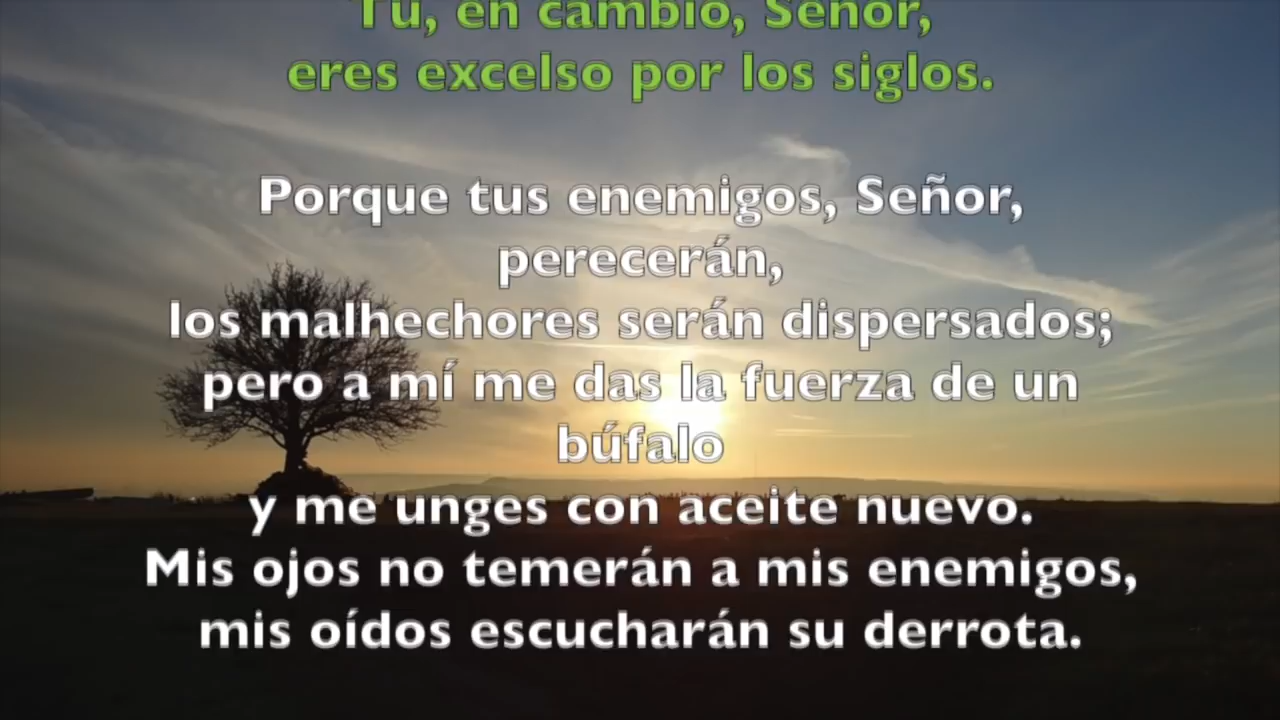 Tú, en cambio, Señor,
eres excelso por los siglos.
Porque tus enemigos, Señor,
perecerán,
los malhechores serán dispersados;
pero a mí me das la fuerza de un
búfalo
y me unges con aceite nuevo.
Mis ojos no temerán a mis enemigos,
mis oídos escucharán su derrota.